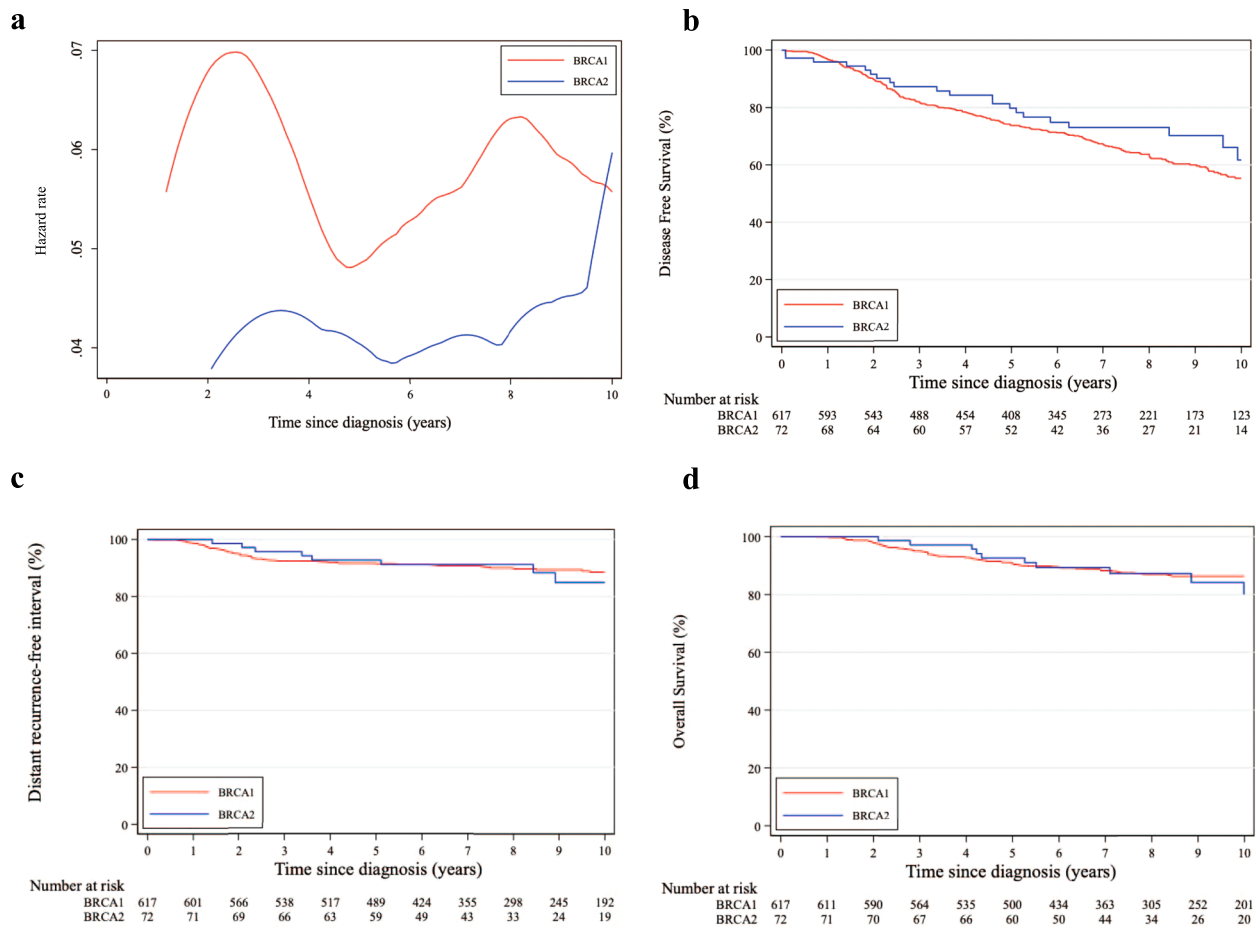 a
.07
.06
.05
.04
Hazard rate
BRCA1
BRCA2
0 2 4 6 8 10
Time since diagnosis (years)
b
100
80
60
40
20
0
Disease Free Survival (%)
BRCA1
BRCA2
0 1 2 3 4 5 6 7 8 9 10
Time since diagnosis (years)
Number at risk
BRCA1 617 593 543 488 454 408 345 273 221 173 123
BRCA2 72 68 64 60 57 52 42 36 27 21 14
c
100
80
60
40
20
0
Distant recurrence-free interval (%)
BRCA1
BRCA2
0 1 2 3 4 5 6 7 8 9 10
Time since diagnosis (years)
Number at risk
BRCA1 617 601 566 538 517 489 424 355 298 245 192
BRCA2 72 71 69 66 63 59 49 43 33 24 19
d
100
80
60
40
20
0
Overall Survival (%)
BRCA1
BRCA2
0 1 2 3 4 5 6 7 8 9 10
Time since diagnosis (years)
Number at risk
BRCA1 617 611 590 564 535 500 434 363 305 252 201
BRCA2 72 71 70 67 66 60 50 44 34 26 20